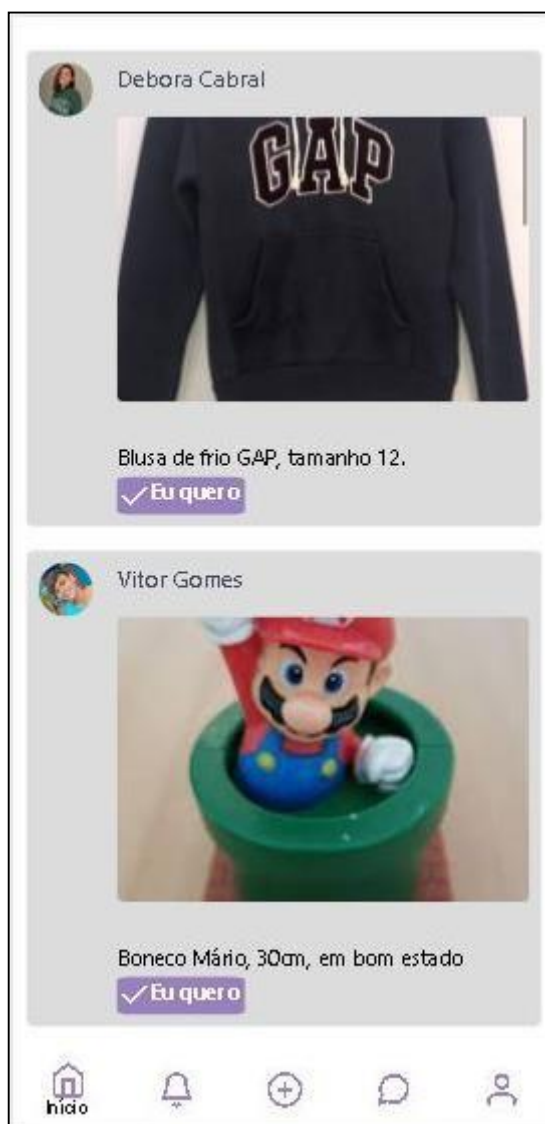 Debora Cabral
GAP
Blusa de frio GAP, tamanho 12.
Eu quero
Vitor Gomes
Boneco Mário, 30cm, em bom estado
Eu quero
Início